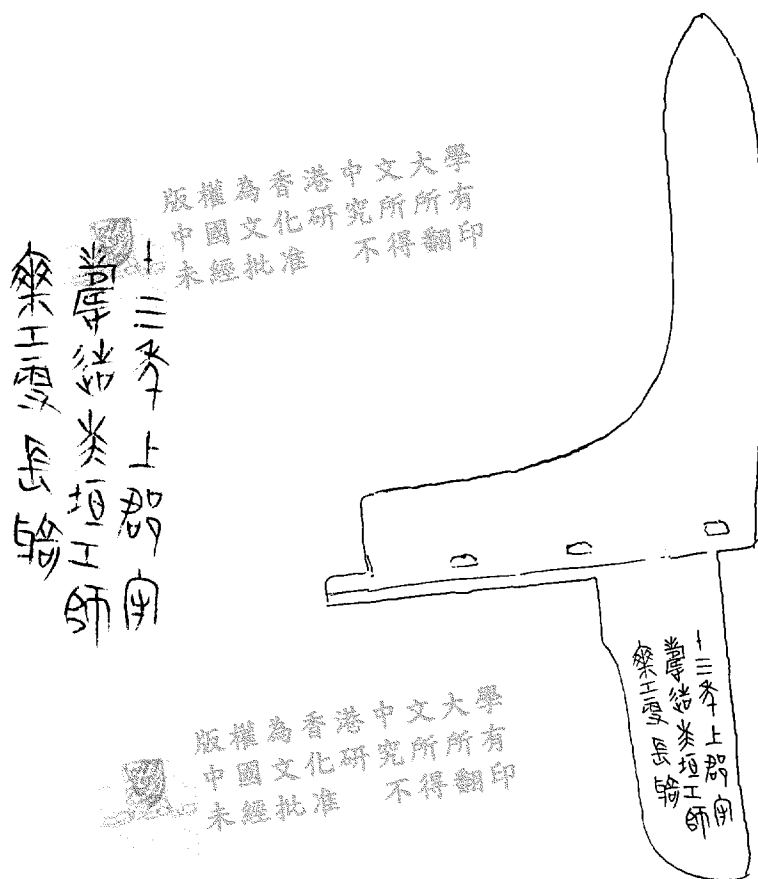 版權為香港中文大學
中國文化研究所所有
未經批准 不得翻印
十三年上郡守
壽造漆垣工師
乘工更長
十三年上郡守
壽造漆垣工師
乘工更長
版權為香港中文大學
中國文化研究所所有
未經批准 不得翻印